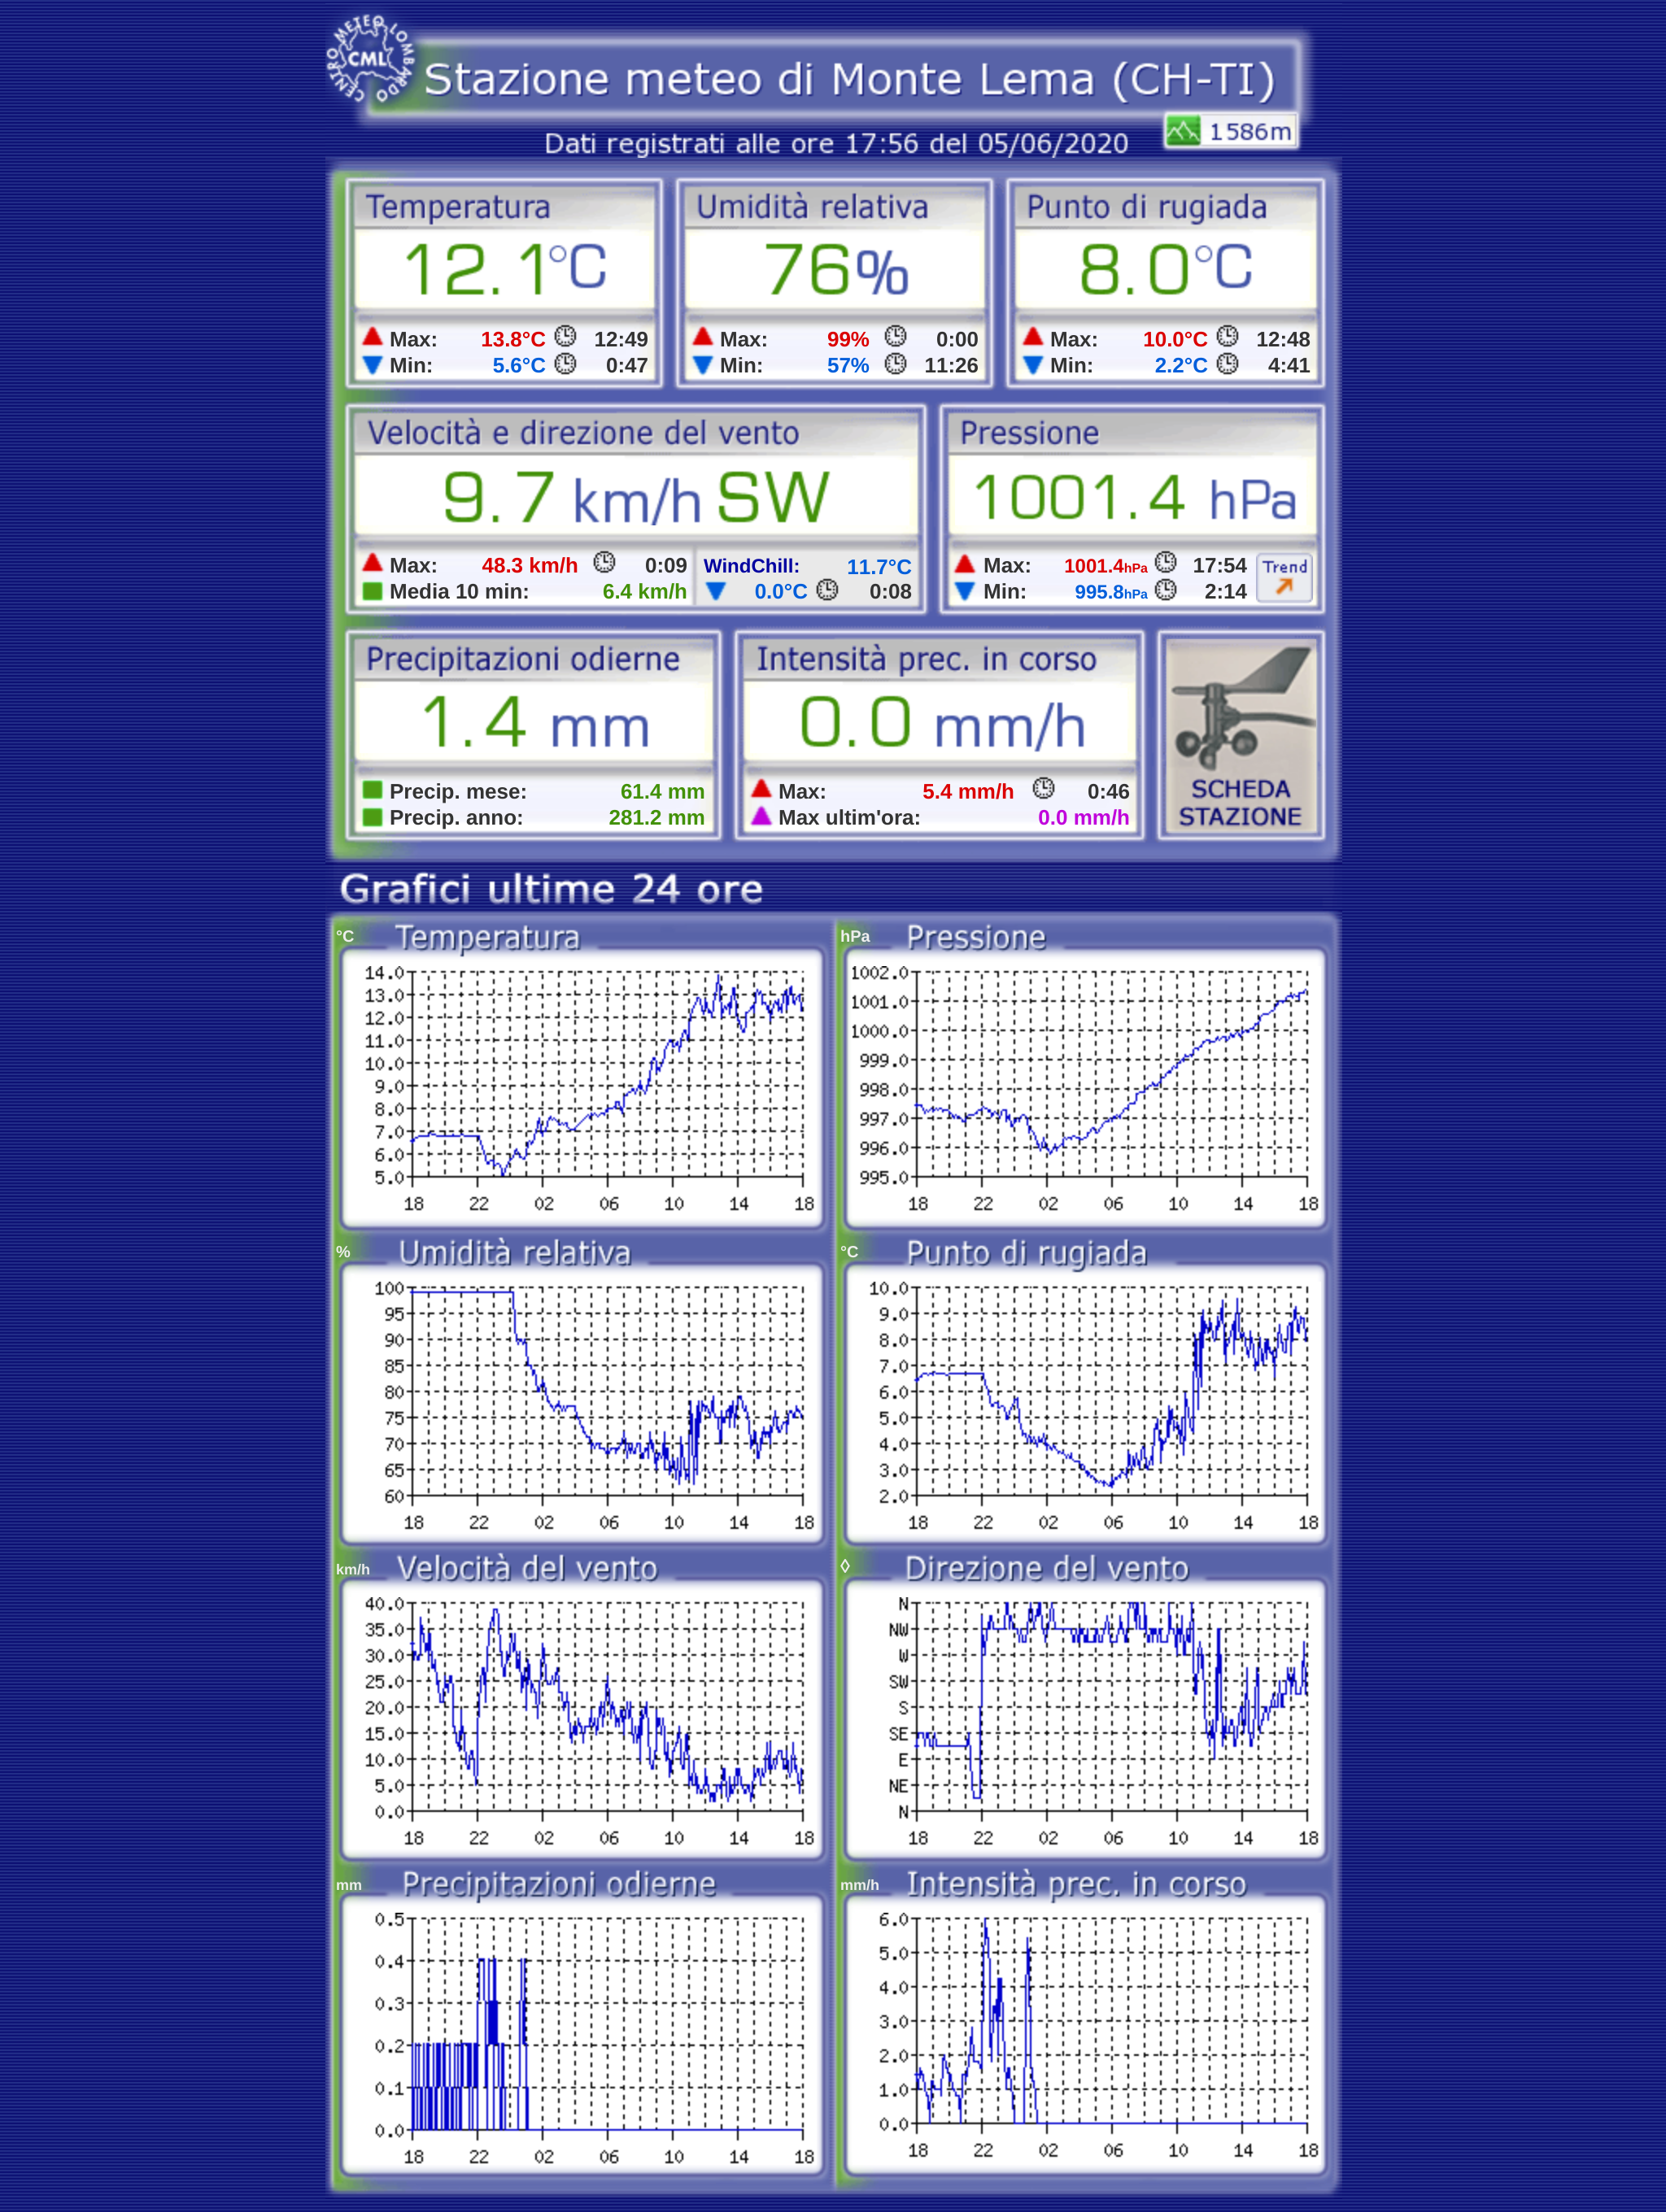 CENTRO METEO LOMBARDO
CML
Stazione meteo di Monte Lema (CH-TI)
1586m
Dati registrati alle ore 17:56 del 05/06/2020
Temperatura Umidità relativa Punto di rugiada
12.1°C 76% 8.0°C
Max: 13.8°C 12:49 Max: 99% 0:00 Max: 10.0°C 12:48
Min: 5.6°C 0:47 Min: 57% 11:26 Min: 2.2°C 4:41
Velocità e direzione del vento Pressione
9.7 km/h SW 1001.4 hPa
Max: 48.3 km/h 0:09 WindChill: 11.7°C Max: 1001.4hPa 17:54 Trend
Media 10 min: 6.4 km/h 0.0°C 0:08 Min: 995.8hPa 2:14
Precipitazioni odierne Intensità prec. in corso
1.4 mm 0.0 mm/h
Precip. mese: 61.4 mm Max: 5.4 mm/h 0:46 SCHEDA
Precip. anno: 281.2 mm Max ultim'ora: 0.0 mm/h STAZIONE
Grafici ultime 24 ore
°C Temperatura
14.0
13.0
12.0
11.0
10.0
9.0
8.0
7.0
6.0
5.0
18 22 02 06 10 14 18
hPa Pressione
1002.0
1001.0
1000.0
999.0
998.0
997.0
996.0
995.0
18 22 02 06 10 14 18
% Umidità relativa
100
95
90
85
80
75
70
65
60
18 22 02 06 10 14 18
°C Punto di rugiada
10.0
9.0
8.0
7.0
6.0
5.0
4.0
3.0
2.0
18 22 02 06 10 14 18
km/h Velocità del vento
40.0
35.0
30.0
25.0
20.0
15.0
10.0
5.0
0.0
18 22 02 06 10 14 18
◊ Direzione del vento
N
NW
W
SW
S
SE
E
NE
N
18 22 02 06 10 14 18
mm Precipitazioni odierne
0.5
0.4
0.3
0.2
0.1
0.0
18 22 02 06 10 14 18
mm/h Intensità prec. in corso
6.0
5.0
4.0
3.0
2.0
1.0
0.0
18 22 02 06 10 14 18